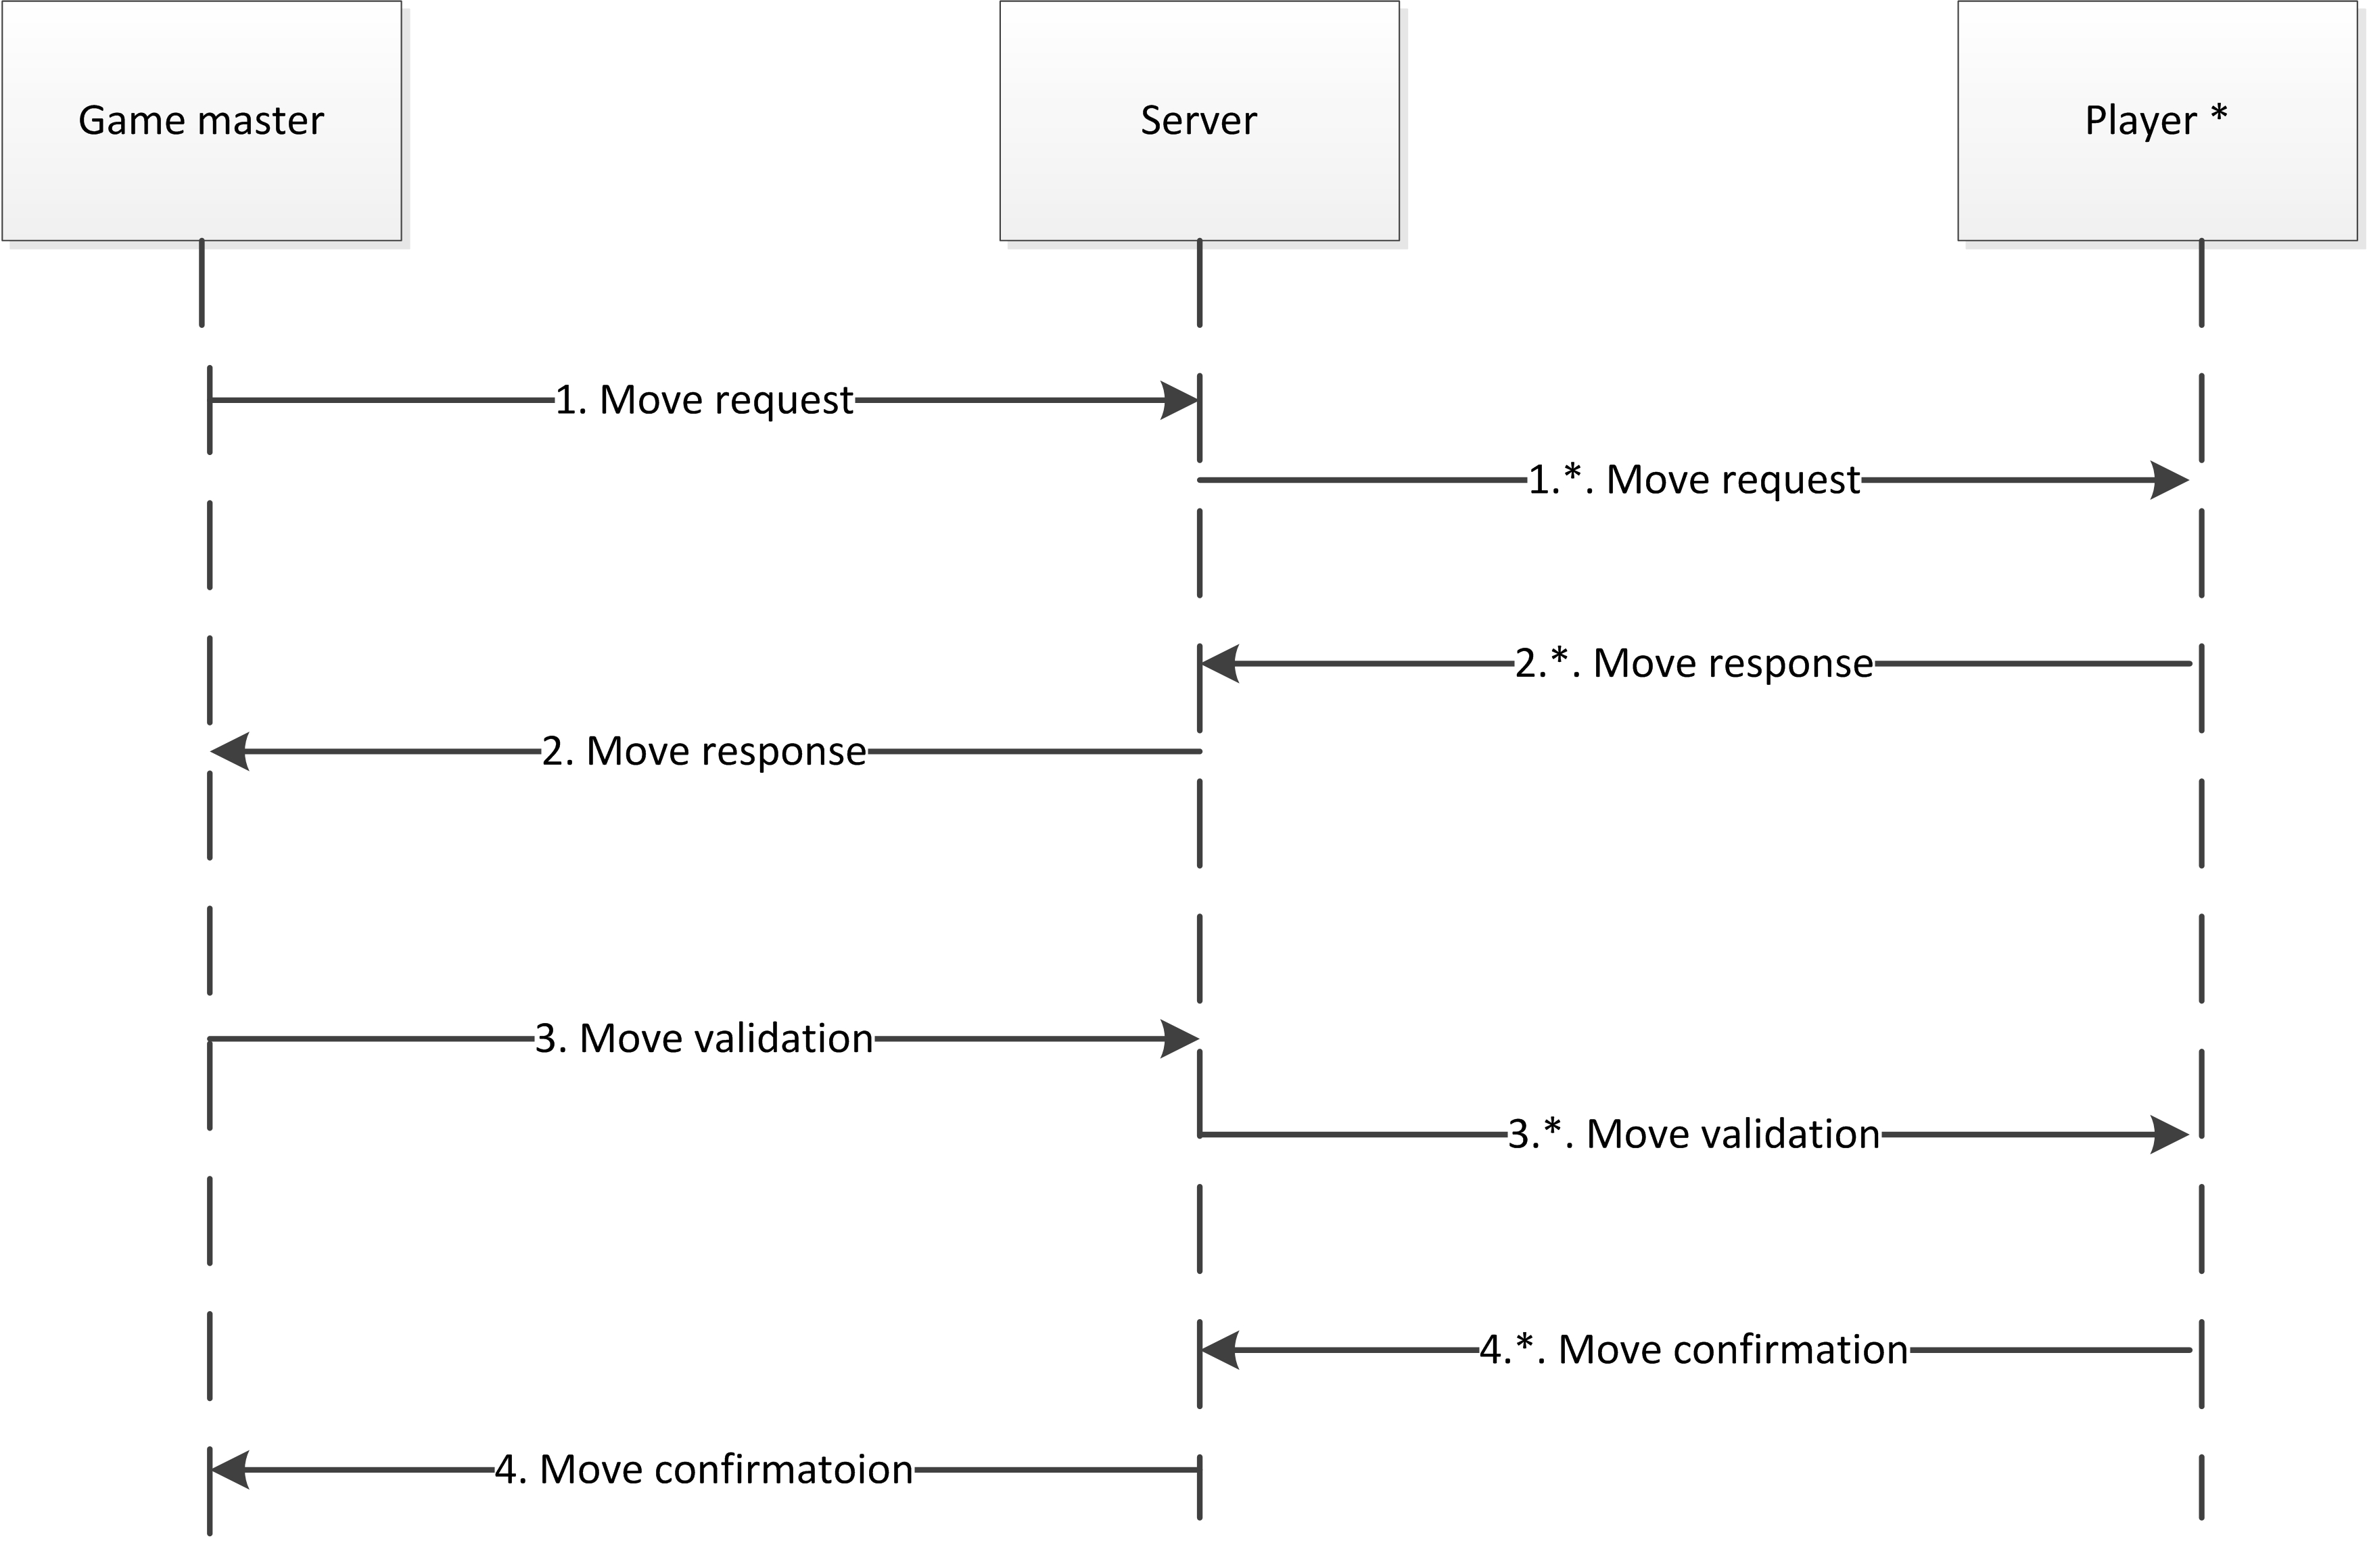 Game master
Server
Player *
1. Move request
1.*. Move request
2.*. Move response
2. Move response
3. Move validation
3.*. Move validation
4.*. Move confirmation
4. Move confirmatoion